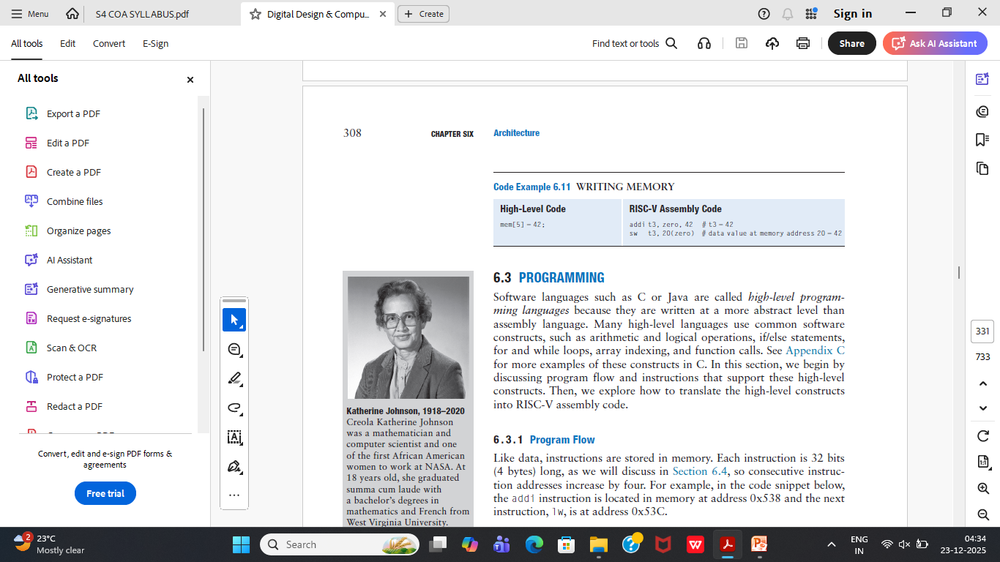 Menu
S4 COA SYLLABUS.pdf
Digital Design & Compu...
Create
Sign in
All tools
Edit
Convert
E-Sign
Find text or tools
Share
Ask AI Assistant
All tools
Export a PDF
Edit a PDF
Create a PDF
Combine files
Organize pages
AI Assistant
Generative summary
Request e-signatures
Scan & OCR
Protect a PDF
Redact a PDF
Convert, edit and e-sign PDF forms &
agreements
Free trial
308
CHAPTER SIX
Architecture
Code Example 6.11 WRITING MEMORY
High-Level Code
mem[5] = 42;
RISC-V Assembly Code
addi t3, zero, 42 # t3 = 42
sw t3, 20(zero) # data value at memory address 20 = 42
Katherine Johnson, 1918–2020
Creola Katherine Johnson
was a mathematician and
computer scientist and one
of the first African American
women to work at NASA. At
18 years old, she graduated
summa cum laude with
a bachelor's degrees in
mathematics and French from
West Virginia University.
6.3 PROGRAMMING
Software languages such as C or Java are called high-level program-
ming languages because they are written at a more abstract level than
assembly language. Many high-level languages use common software
constructs, such as arithmetic and logical operations, if/else statements,
for and while loops, array indexing, and function calls. See Appendix C
for more examples of these constructs in C. In this section, we begin by
discussing program flow and instructions that support these high-level
constructs. Then, we explore how to translate the high-level constructs
into RISC-V assembly code.
6.3.1 Program Flow
Like data, instructions are stored in memory. Each instruction is 32 bits
(4 bytes) long, as we will discuss in Section 6.4, so consecutive instruc-
tion addresses increase by four. For example, in the code snippet below,
the addi instruction is located in memory at address 0x538 and the next
instruction, lw, is at address 0x53C.
331
733
2
23°C
Mostly clear
Search
ENG
IN
04:34
23-12-2025